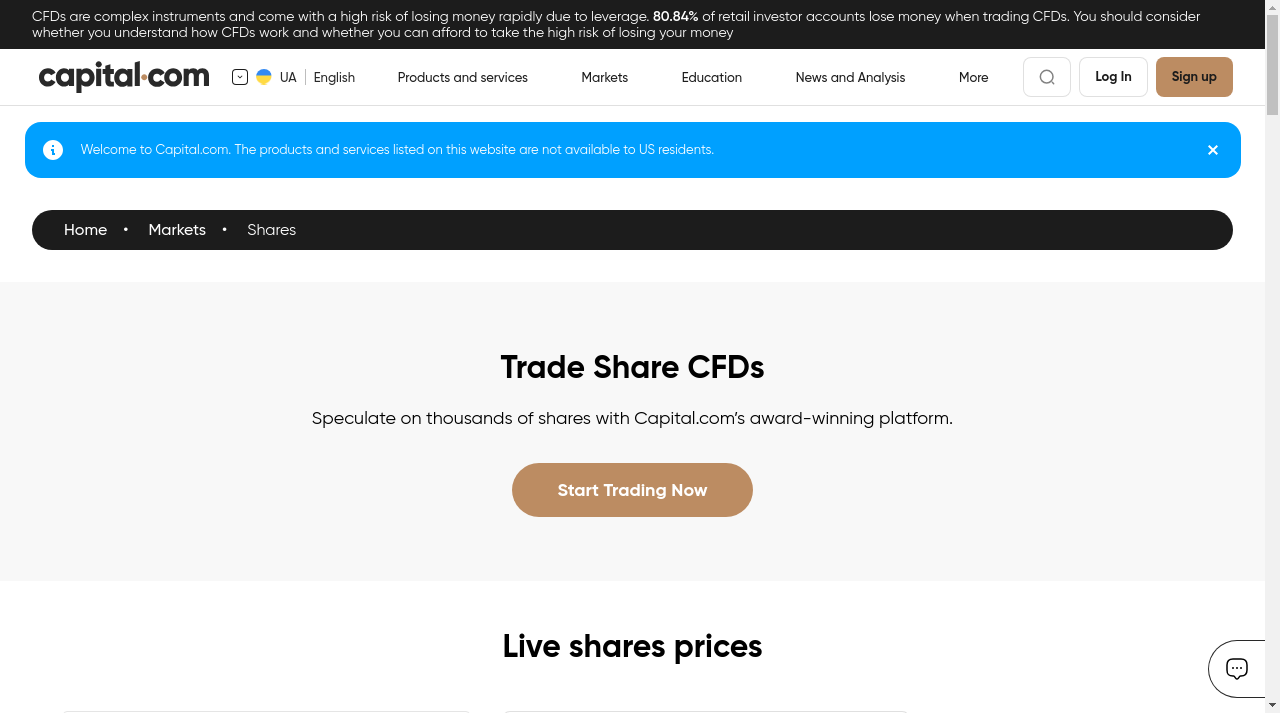 CFDs are complex instruments and come with a high risk of losing money rapidly due to leverage. 80.84% of retail investor accounts lose money when trading CFDs. You should consider
whether you understand how CFDs work and whether you can afford to take the high risk of losing your money
capital.com
UA
English
Products and services
Markets
Education
News and Analysis
More
Log In
Sign up
Welcome to Capital.com. The products and services listed on this website are not available to US residents.
Home • Markets • Shares
Trade Share CFDs
Speculate on thousands of shares with Capital.com’s award-winning platform.
Start Trading Now
Live shares prices